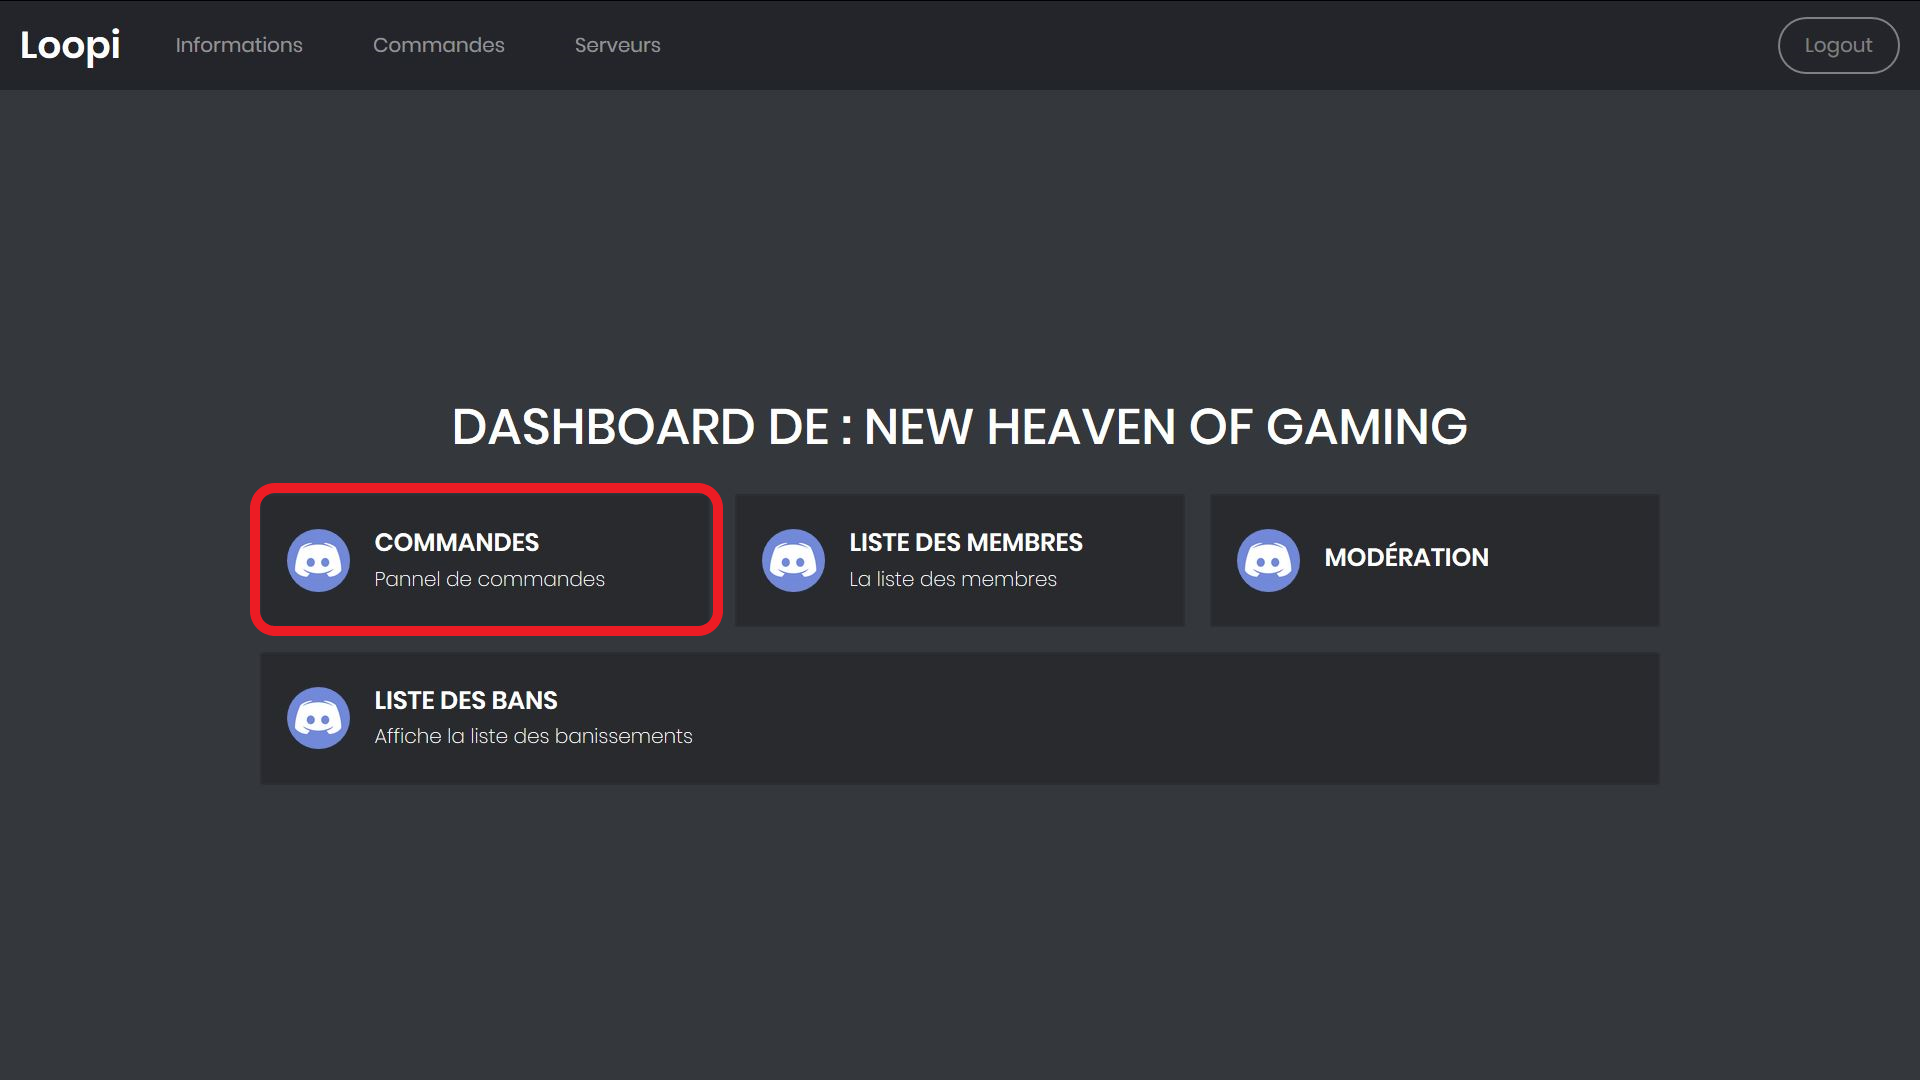 Loopi
Informations
Commandes
Serveurs
Logout
DASHBOARD DE : NEW HEAVEN OF GAMING
COMMANDES
Pannel de commandes
LISTE DES MEMBRES
La liste des membres
MODÉRATION
LISTE DES BANS
Affiche la liste des banissements